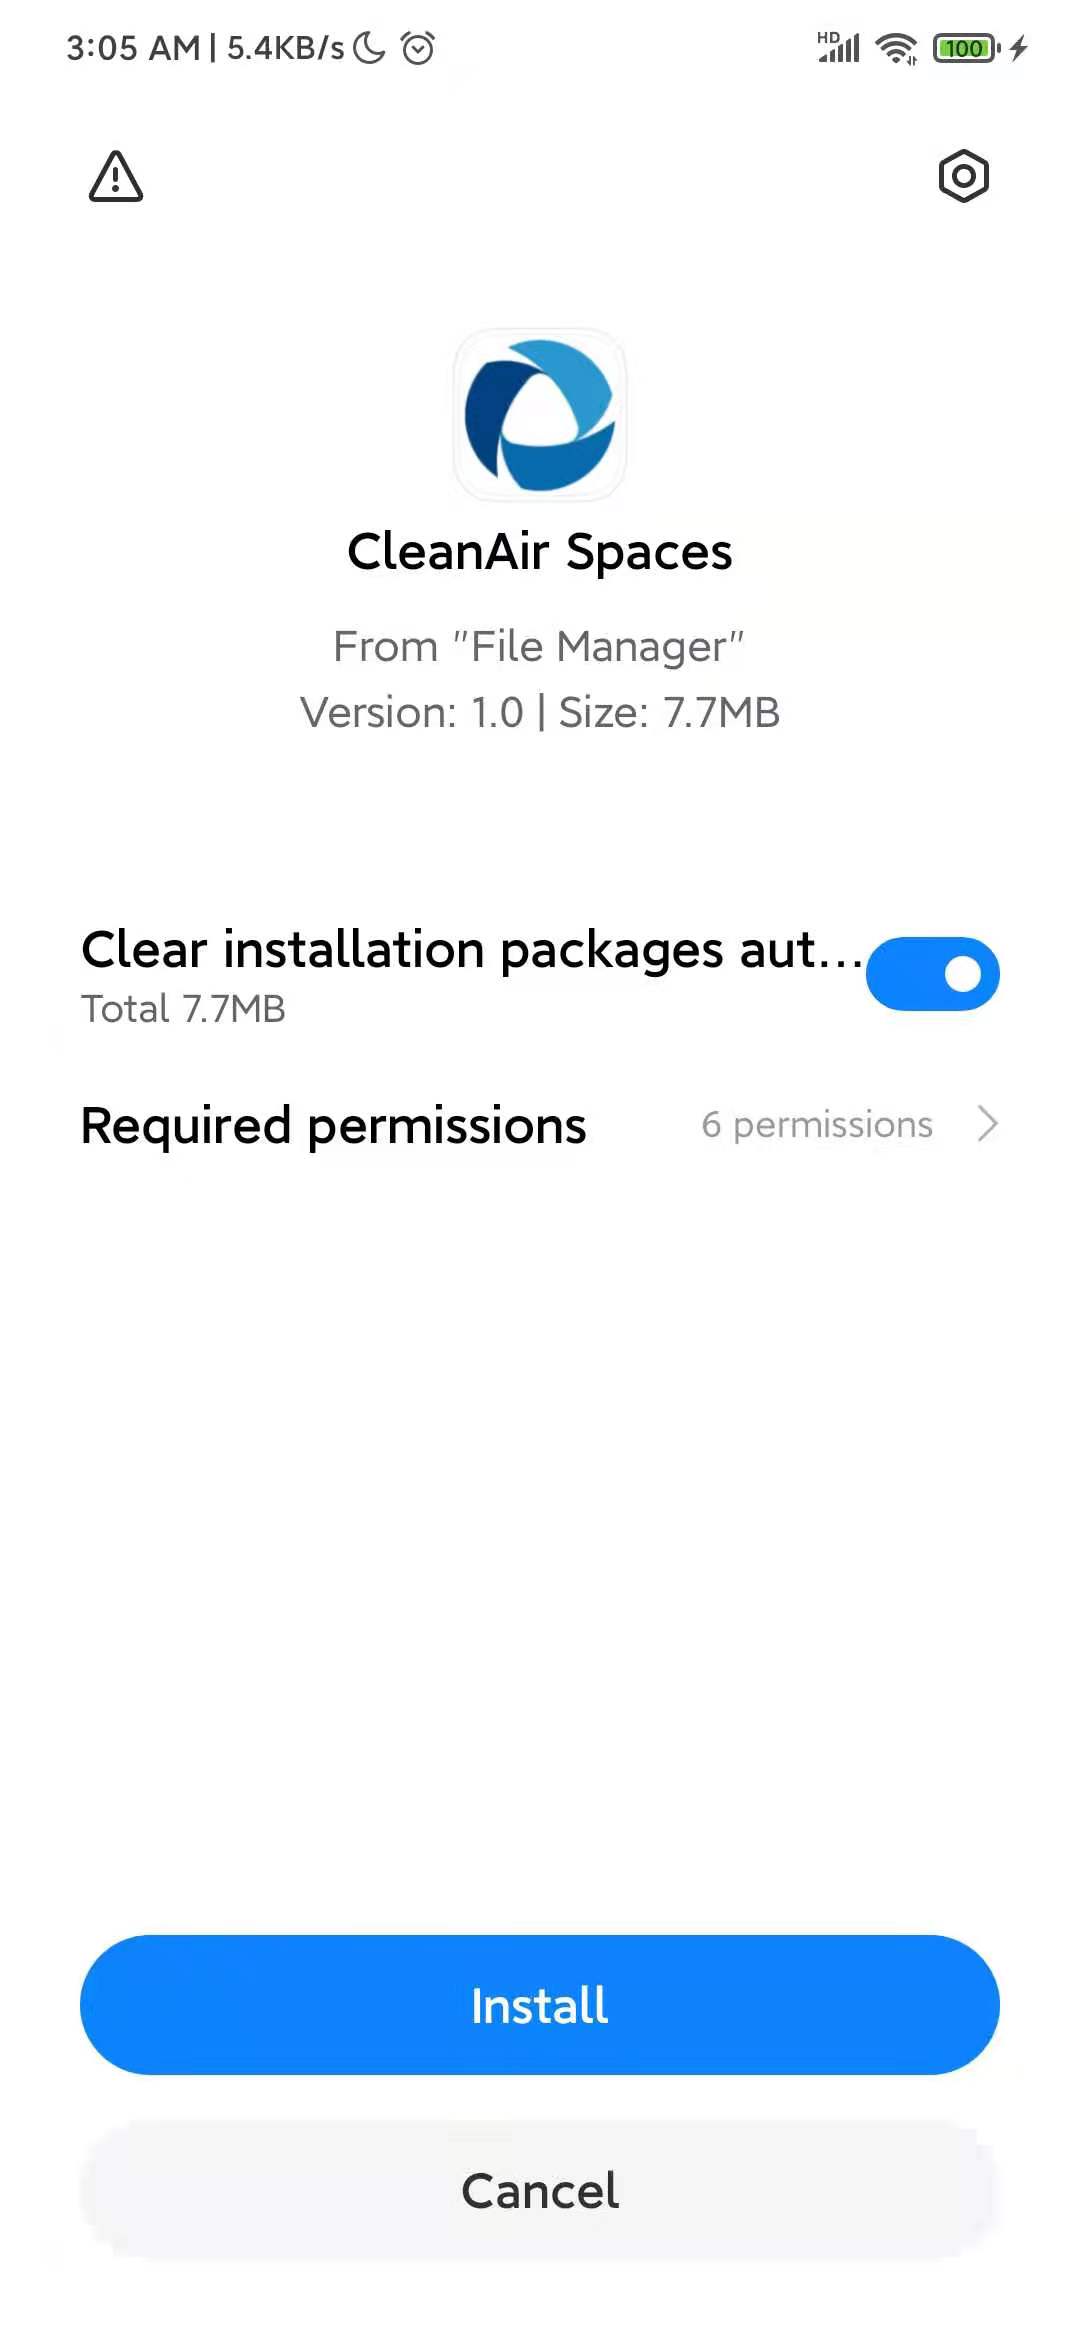 3:05 AM | 5.4KB/s HD 100
CleanAir Spaces
From "File Manager"
Version: 1.0 | Size: 7.7MB
Clear installation packages aut...
Total 7.7MB
Required permissions 6 permissions
Install
Cancel